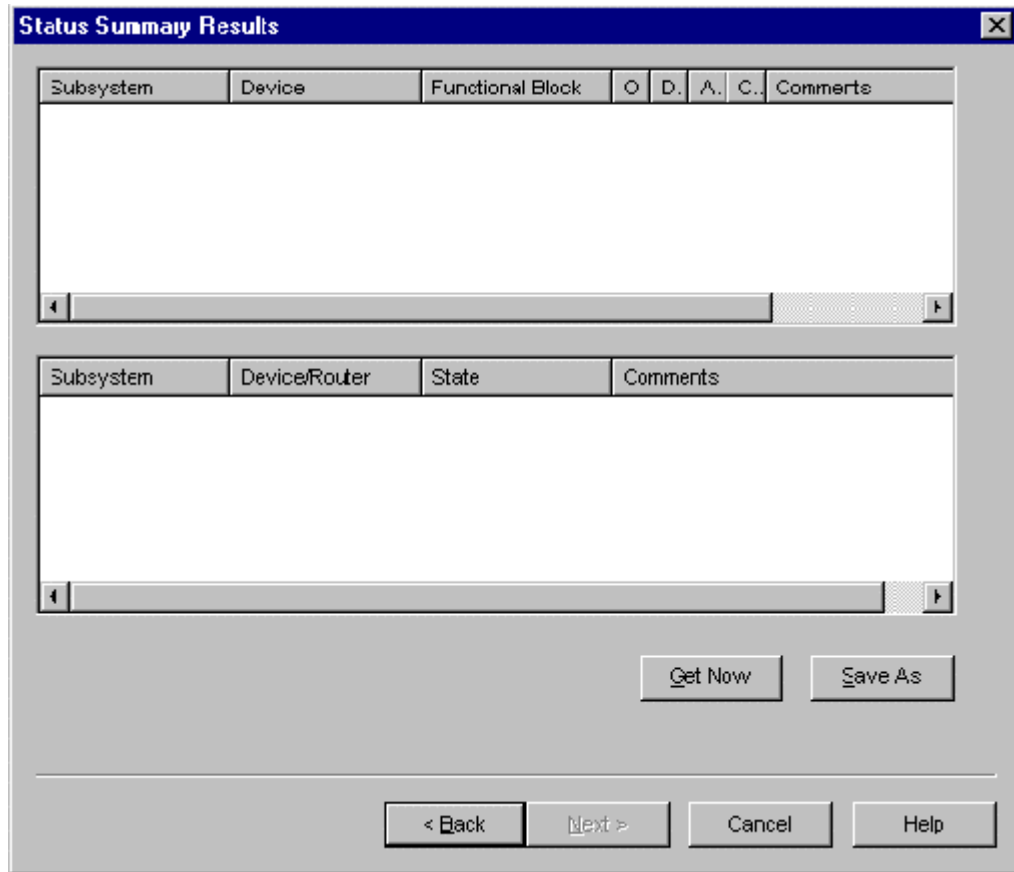 Status Summary Results
Subsystem Device Functional Block O D. A. C.. Comments
Subsystem Device/Router State Comments
Get Now Save As
< Back Next > Cancel Help